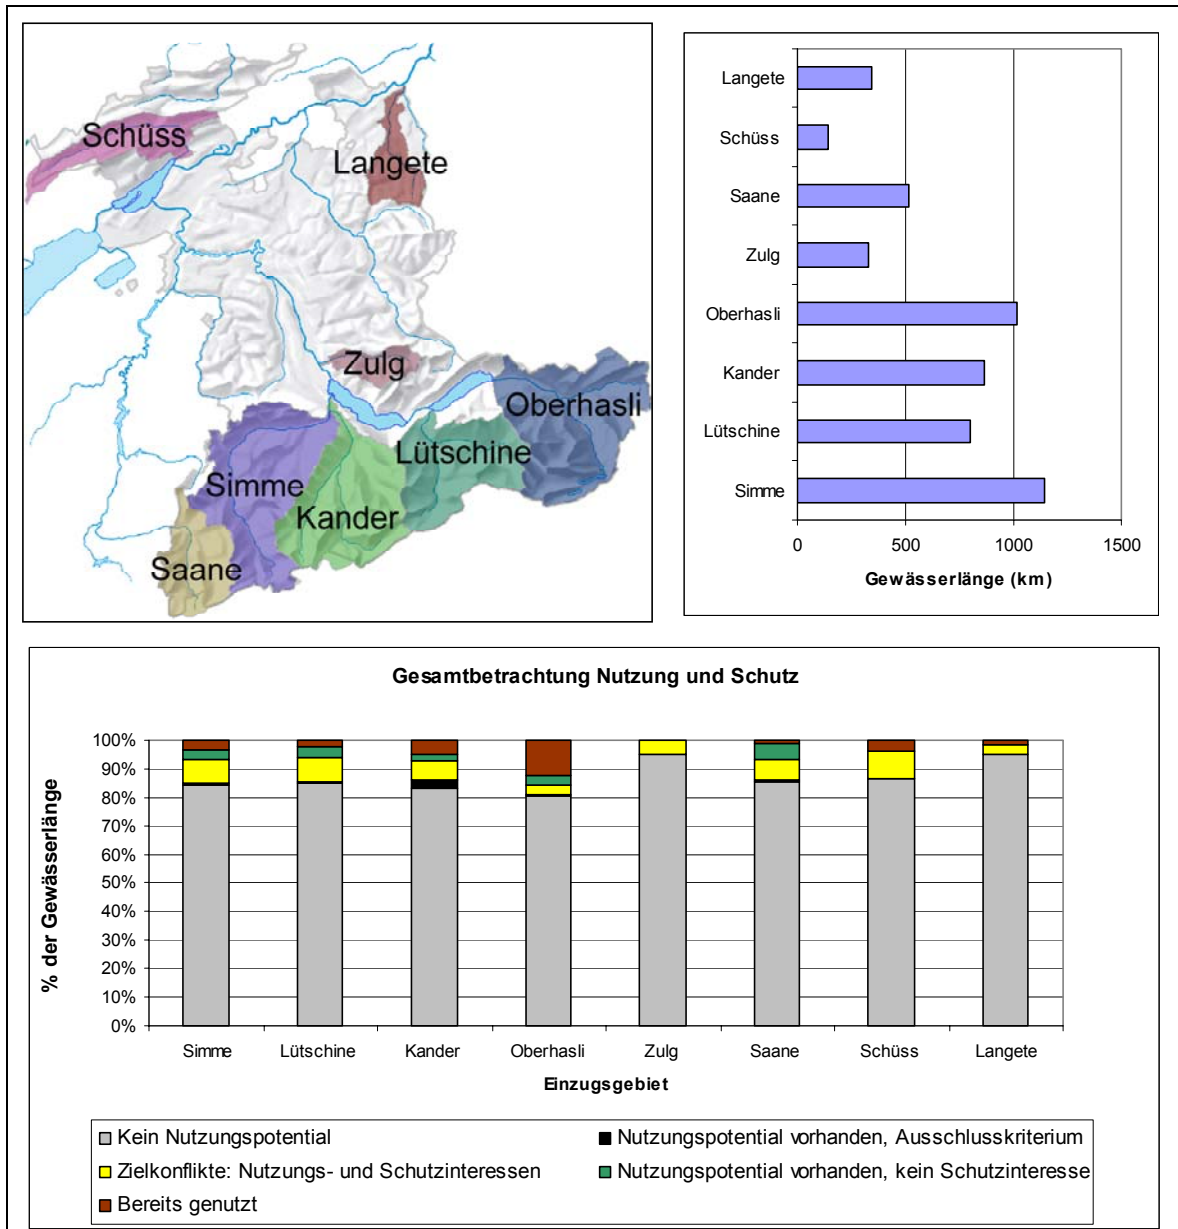 Schüss
Langete
Zulg
Oberhasli
Lütschine
Simme
Kander
Saane
Langete
Schüss
Saane
Zulg
Oberhasli
Kander
Lütschine
Simme
0 500 1000 1500
Gewässerlänge (km)
Gesamtbetrachtung Nutzung und Schutz
% der Gewässerlänge
100%
90%
80%
70%
60%
50%
40%
30%
20%
10%
0%
Simme Lütschine Kander Oberhasli Zulg Saane Schüss Langete
Einzugsgebiet
Kein Nutzungspotential
Nutzungspotential vorhanden, Ausschlusskriterium
Zielkonflikte: Nutzungs- und Schutzinteressen
Nutzungspotential vorhanden, kein Schutzinteresse
Bereits genutzt